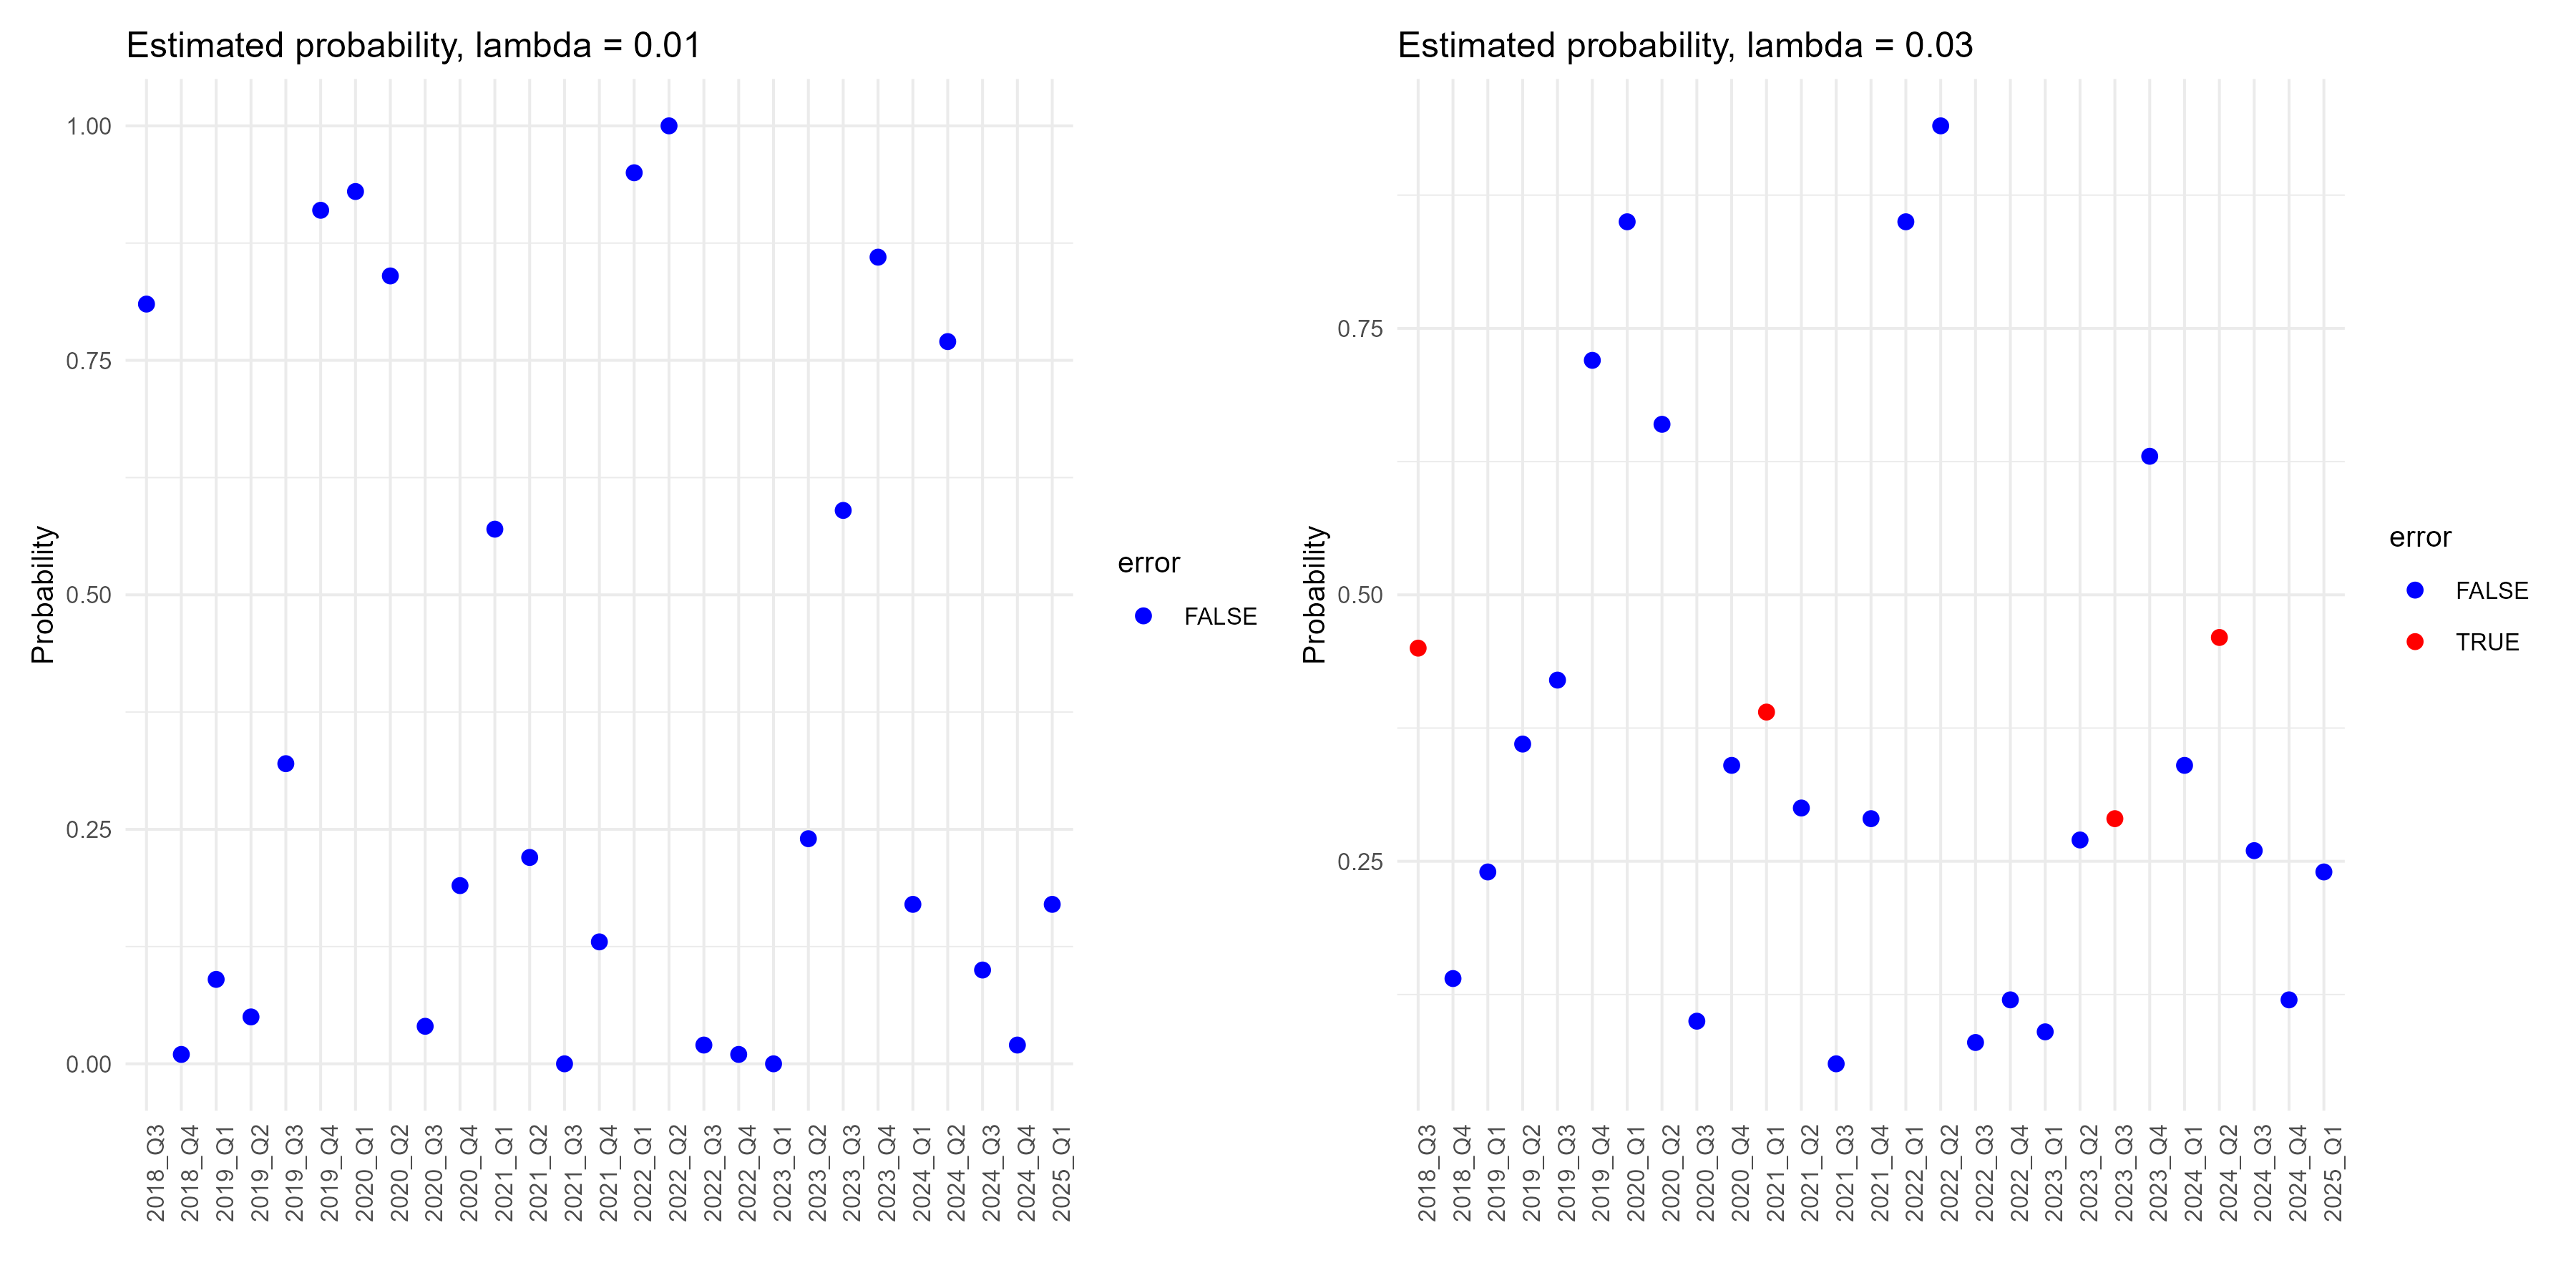 Estimated probability, lambda = 0.01
Probability
1.00
0.75
0.50
0.25
0.00
2018_Q3
2018_Q4
2019_Q1
2019_Q2
2019_Q3
2019_Q4
2020_Q1
2020_Q2
2020_Q3
2020_Q4
2021_Q1
2021_Q2
2021_Q3
2021_Q4
2022_Q1
2022_Q2
2022_Q3
2022_Q4
2023_Q1
2023_Q2
2023_Q3
2023_Q4
2024_Q1
2024_Q2
2024_Q3
2024_Q4
2025_Q1
error
FALSE
Estimated probability, lambda = 0.03
Probability
0.75
0.50
0.25
2018_Q3
2018_Q4
2019_Q1
2019_Q2
2019_Q3
2019_Q4
2020_Q1
2020_Q2
2020_Q3
2020_Q4
2021_Q1
2021_Q2
2021_Q3
2021_Q4
2022_Q1
2022_Q2
2022_Q3
2022_Q4
2023_Q1
2023_Q2
2023_Q3
2023_Q4
2024_Q1
2024_Q2
2024_Q3
2024_Q4
2025_Q1
error
FALSE
TRUE